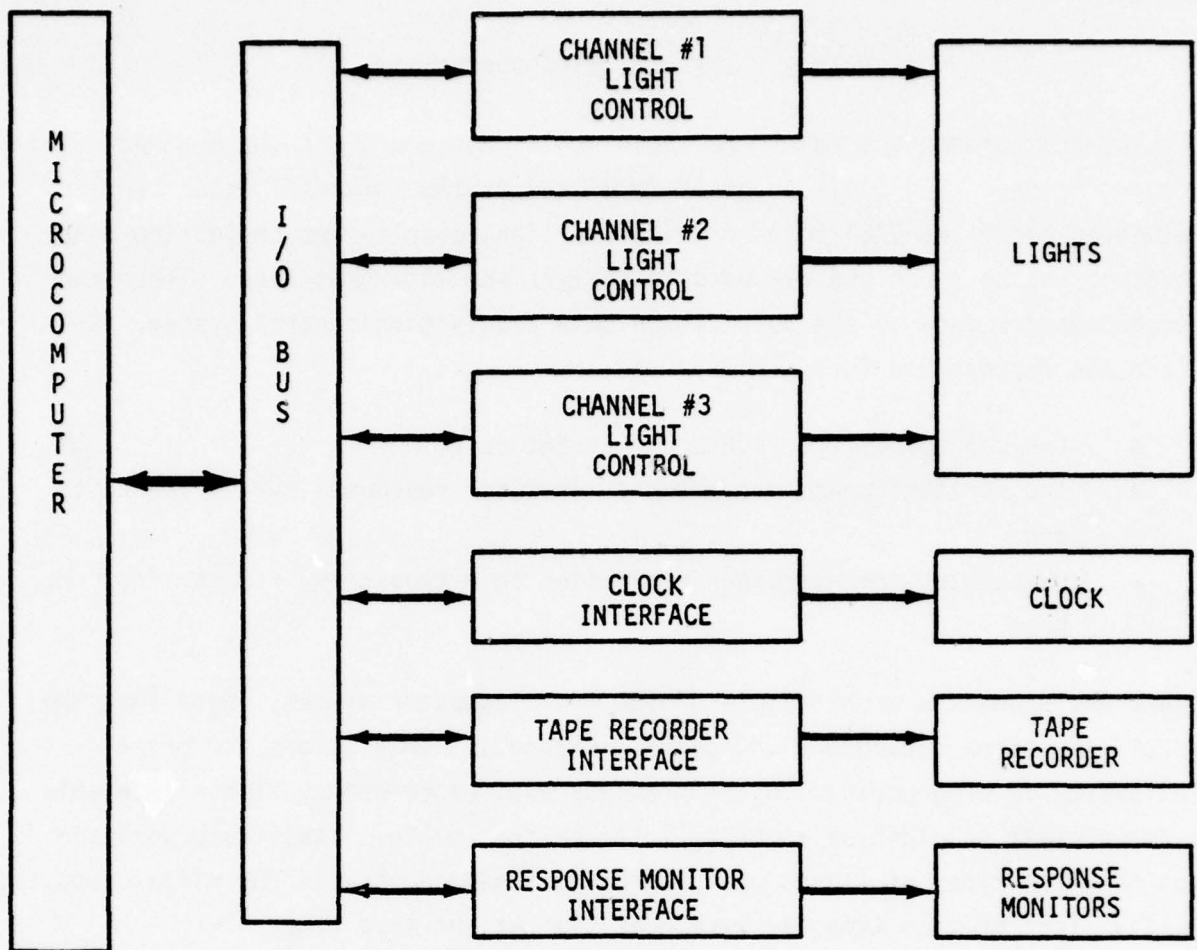 MICROCOMPUTER
I/O BUS
CHANNEL #1
LIGHT
CONTROL
CHANNEL #2
LIGHT
CONTROL
CHANNEL #3
LIGHT
CONTROL
LIGHTS
CLOCK
INTERFACE
CLOCK
TAPE RECORDER
INTERFACE
TAPE
RECORDER
RESPONSE MONITOR
INTERFACE
RESPONSE
MONITORS